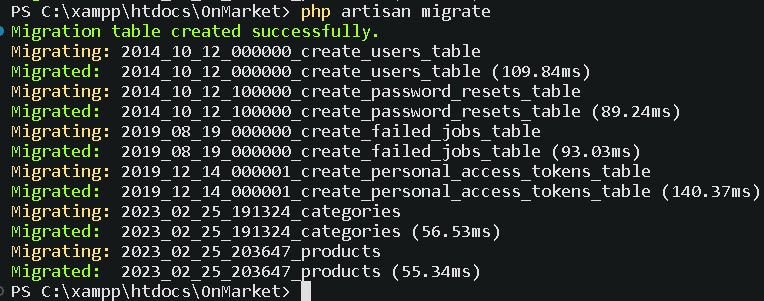 PS C:\xampp\htdocs\OnMarket> php artisan migrate
Migration table created successfully.
Migrating: 2014_10_12_000000_create_users_table
Migrated:  2014_10_12_000000_create_users_table (109.84ms)
Migrating: 2014_10_12_100000_create_password_resets_table
Migrated:  2014_10_12_100000_create_password_resets_table (89.24ms)
Migrating: 2019_08_19_000000_create_failed_jobs_table
Migrated:  2019_08_19_000000_create_failed_jobs_table (93.03ms)
Migrating: 2019_12_14_000001_create_personal_access_tokens_table
Migrated:  2019_12_14_000001_create_personal_access_tokens_table (140.37ms)
Migrating: 2023_02_25_191324_categories
Migrated:  2023_02_25_191324_categories (56.53ms)
Migrating: 2023_02_25_203647_products
Migrated:  2023_02_25_203647_products (55.34ms)
PS C:\xampp\htdocs\OnMarket>